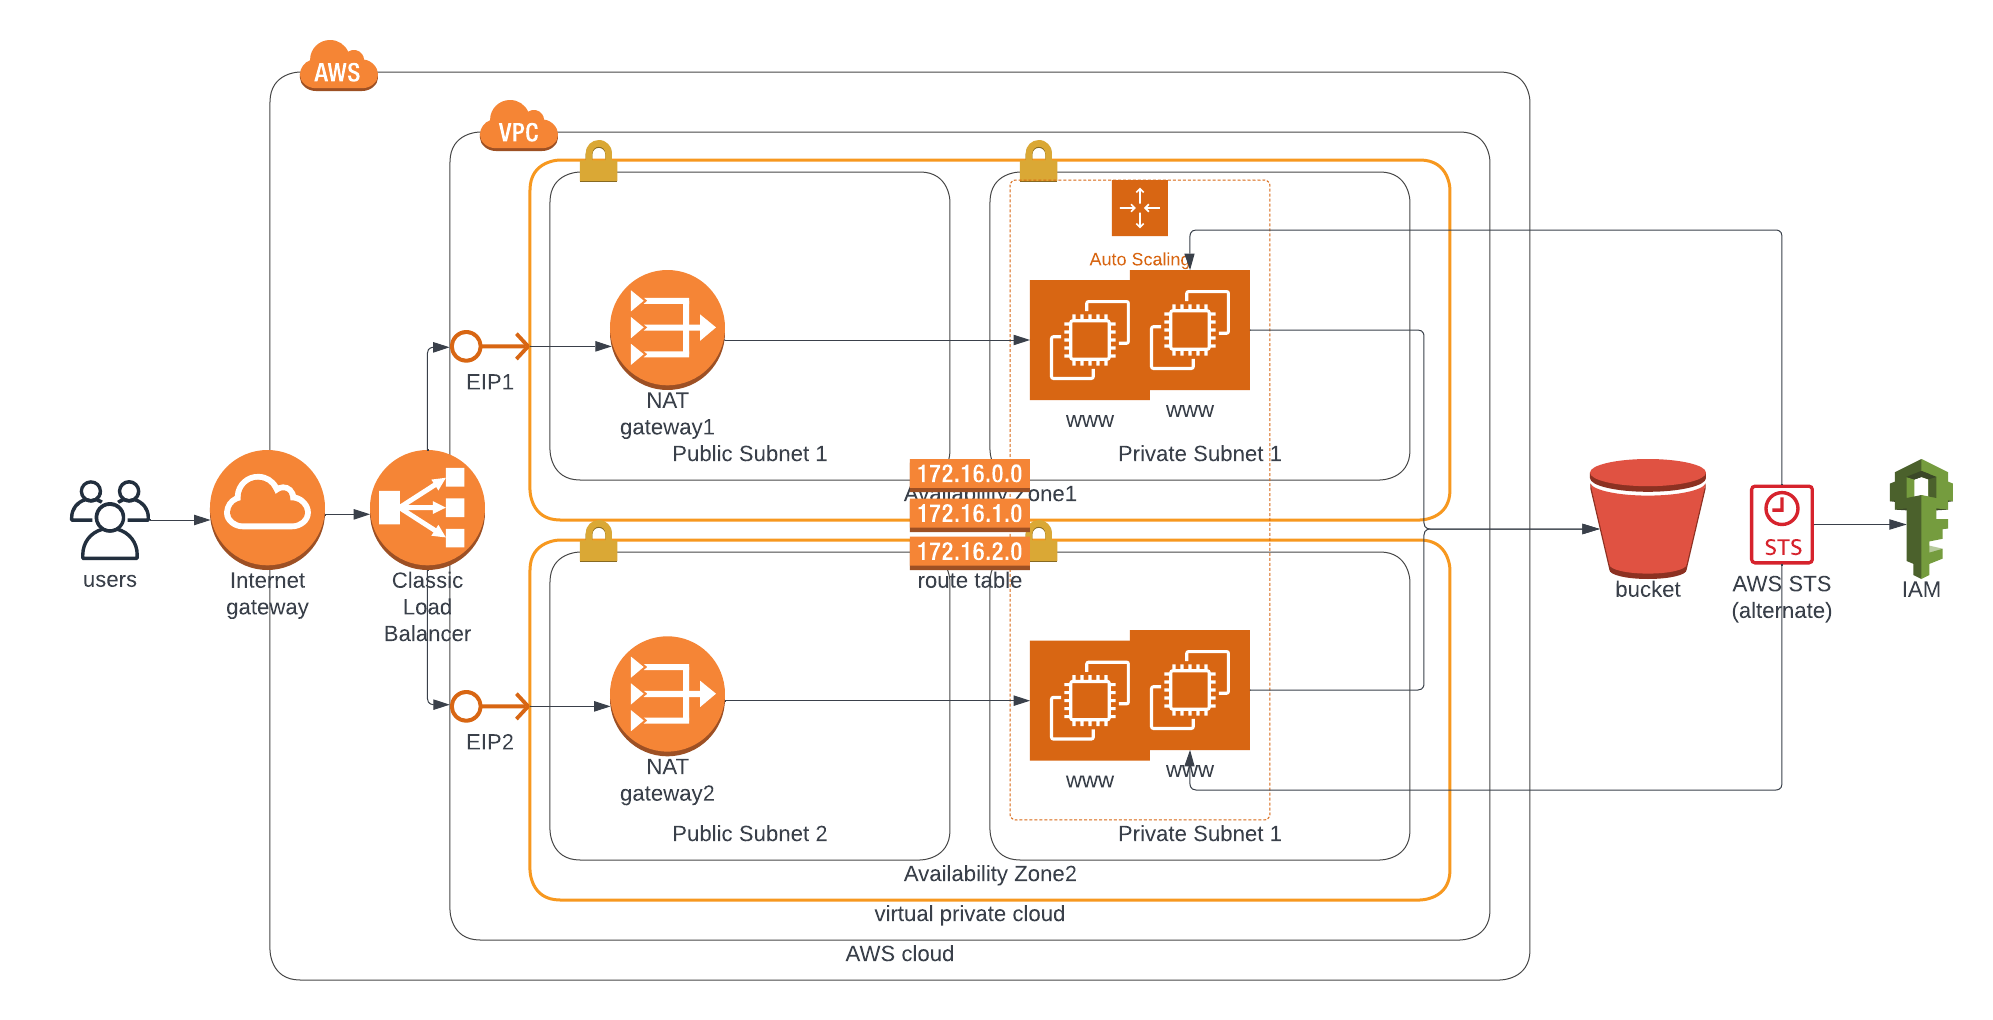 AWS
VPC
Auto Scaling
EIP1
NAT
gateway1
www
www
Public Subnet 1
Private Subnet 1
172.16.0.0
Availability Zone1
172.16.1.0
172.16.2.0
route table
users
Internet
gateway
Classic
Load
Balancer
bucket
STS
AWS STS
(alternate)
IAM
EIP2
NAT
gateway2
www
www
Public Subnet 2
Private Subnet 1
Availability Zone2
virtual private cloud
AWS cloud